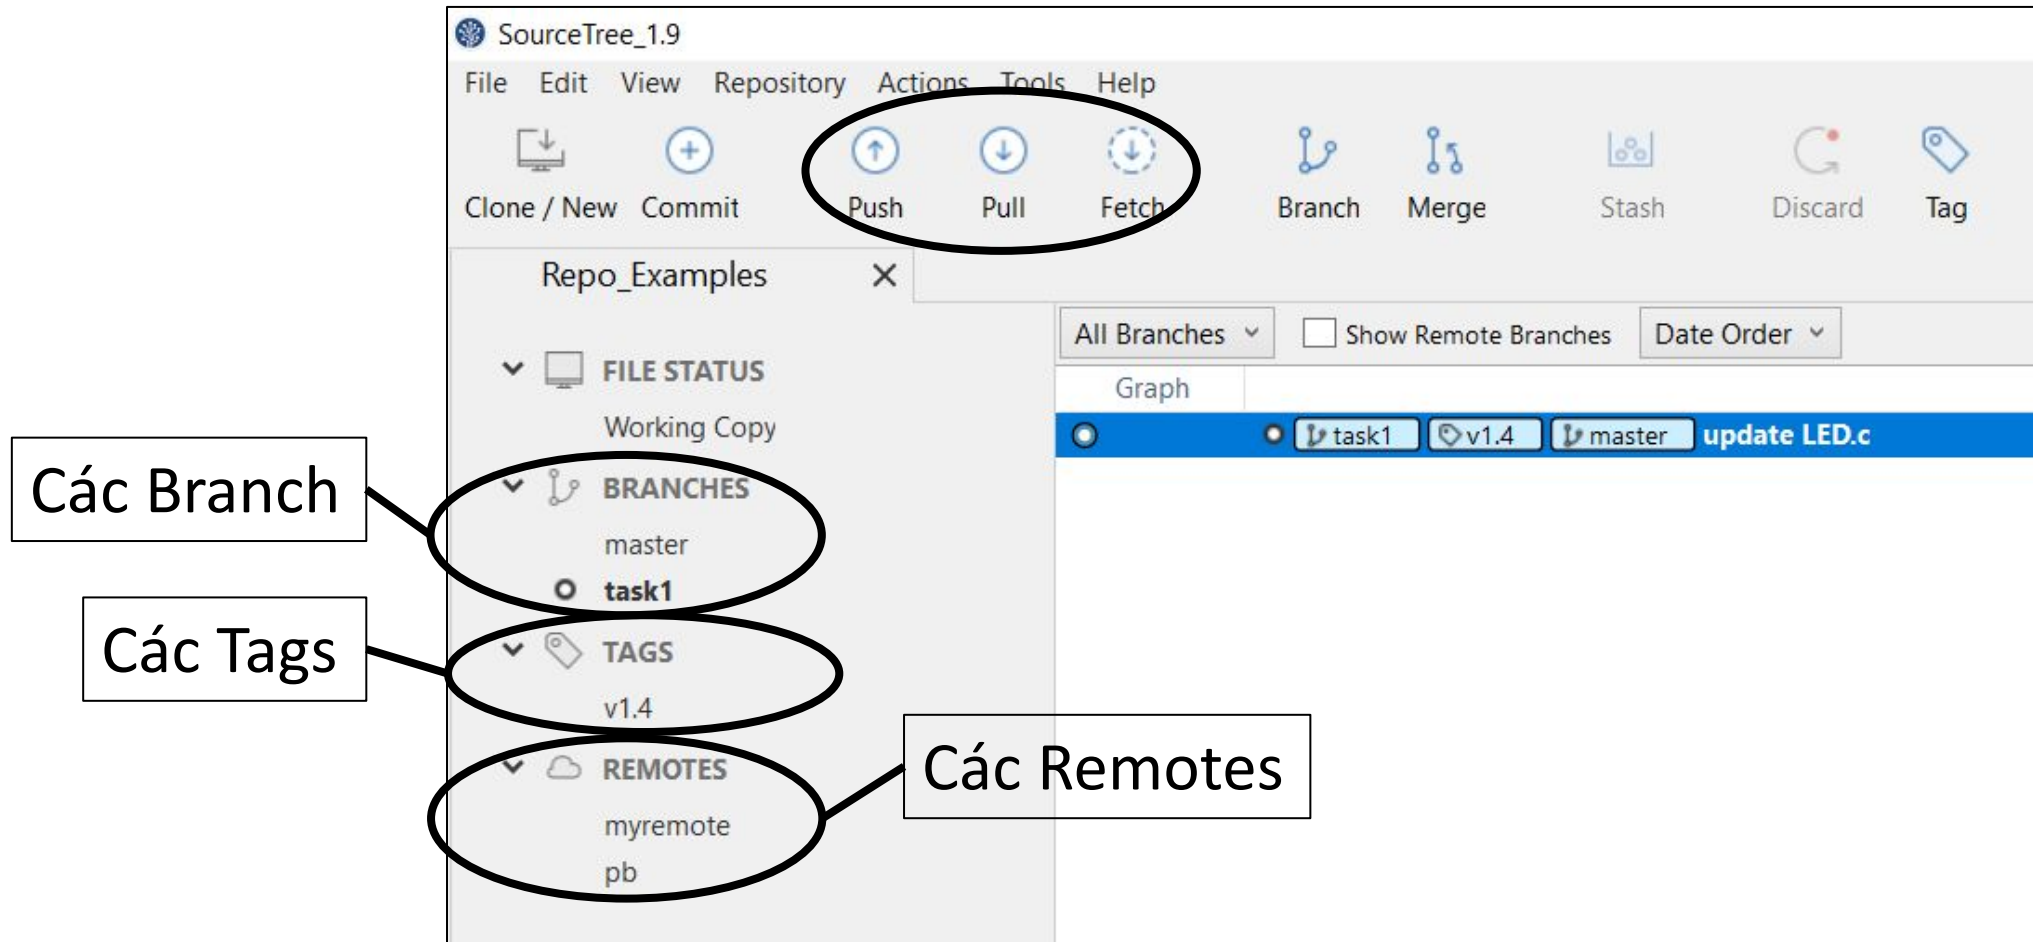 SourceTree_1.9
File Edit View Repository Actions Tools Help
Clone / New Commit Push Pull Fetch Branch Merge Stash Discard Tag
Repo_Examples
All Branches Show Remote Branches Date Order
FILE STATUS
Graph
Working Copy
task1 v1.4 master update LED.c
Các Branch
BRANCHES
master
task1
Các Tags
TAGS
v1.4
Các Remotes
REMOTES
myremote
pb